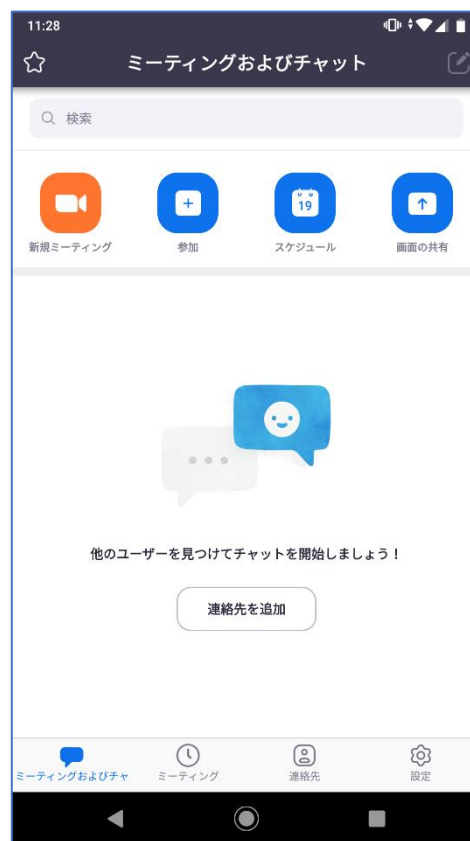 11:28
ミーティングおよびチャット
検索
19
新規ミーティング
参加
スケジュール
画面の共有
他のユーザーを見つけてチャットを開始しましょう！
連絡先を追加
ミーティングおよびチャ
ミーティング
連絡先
設定